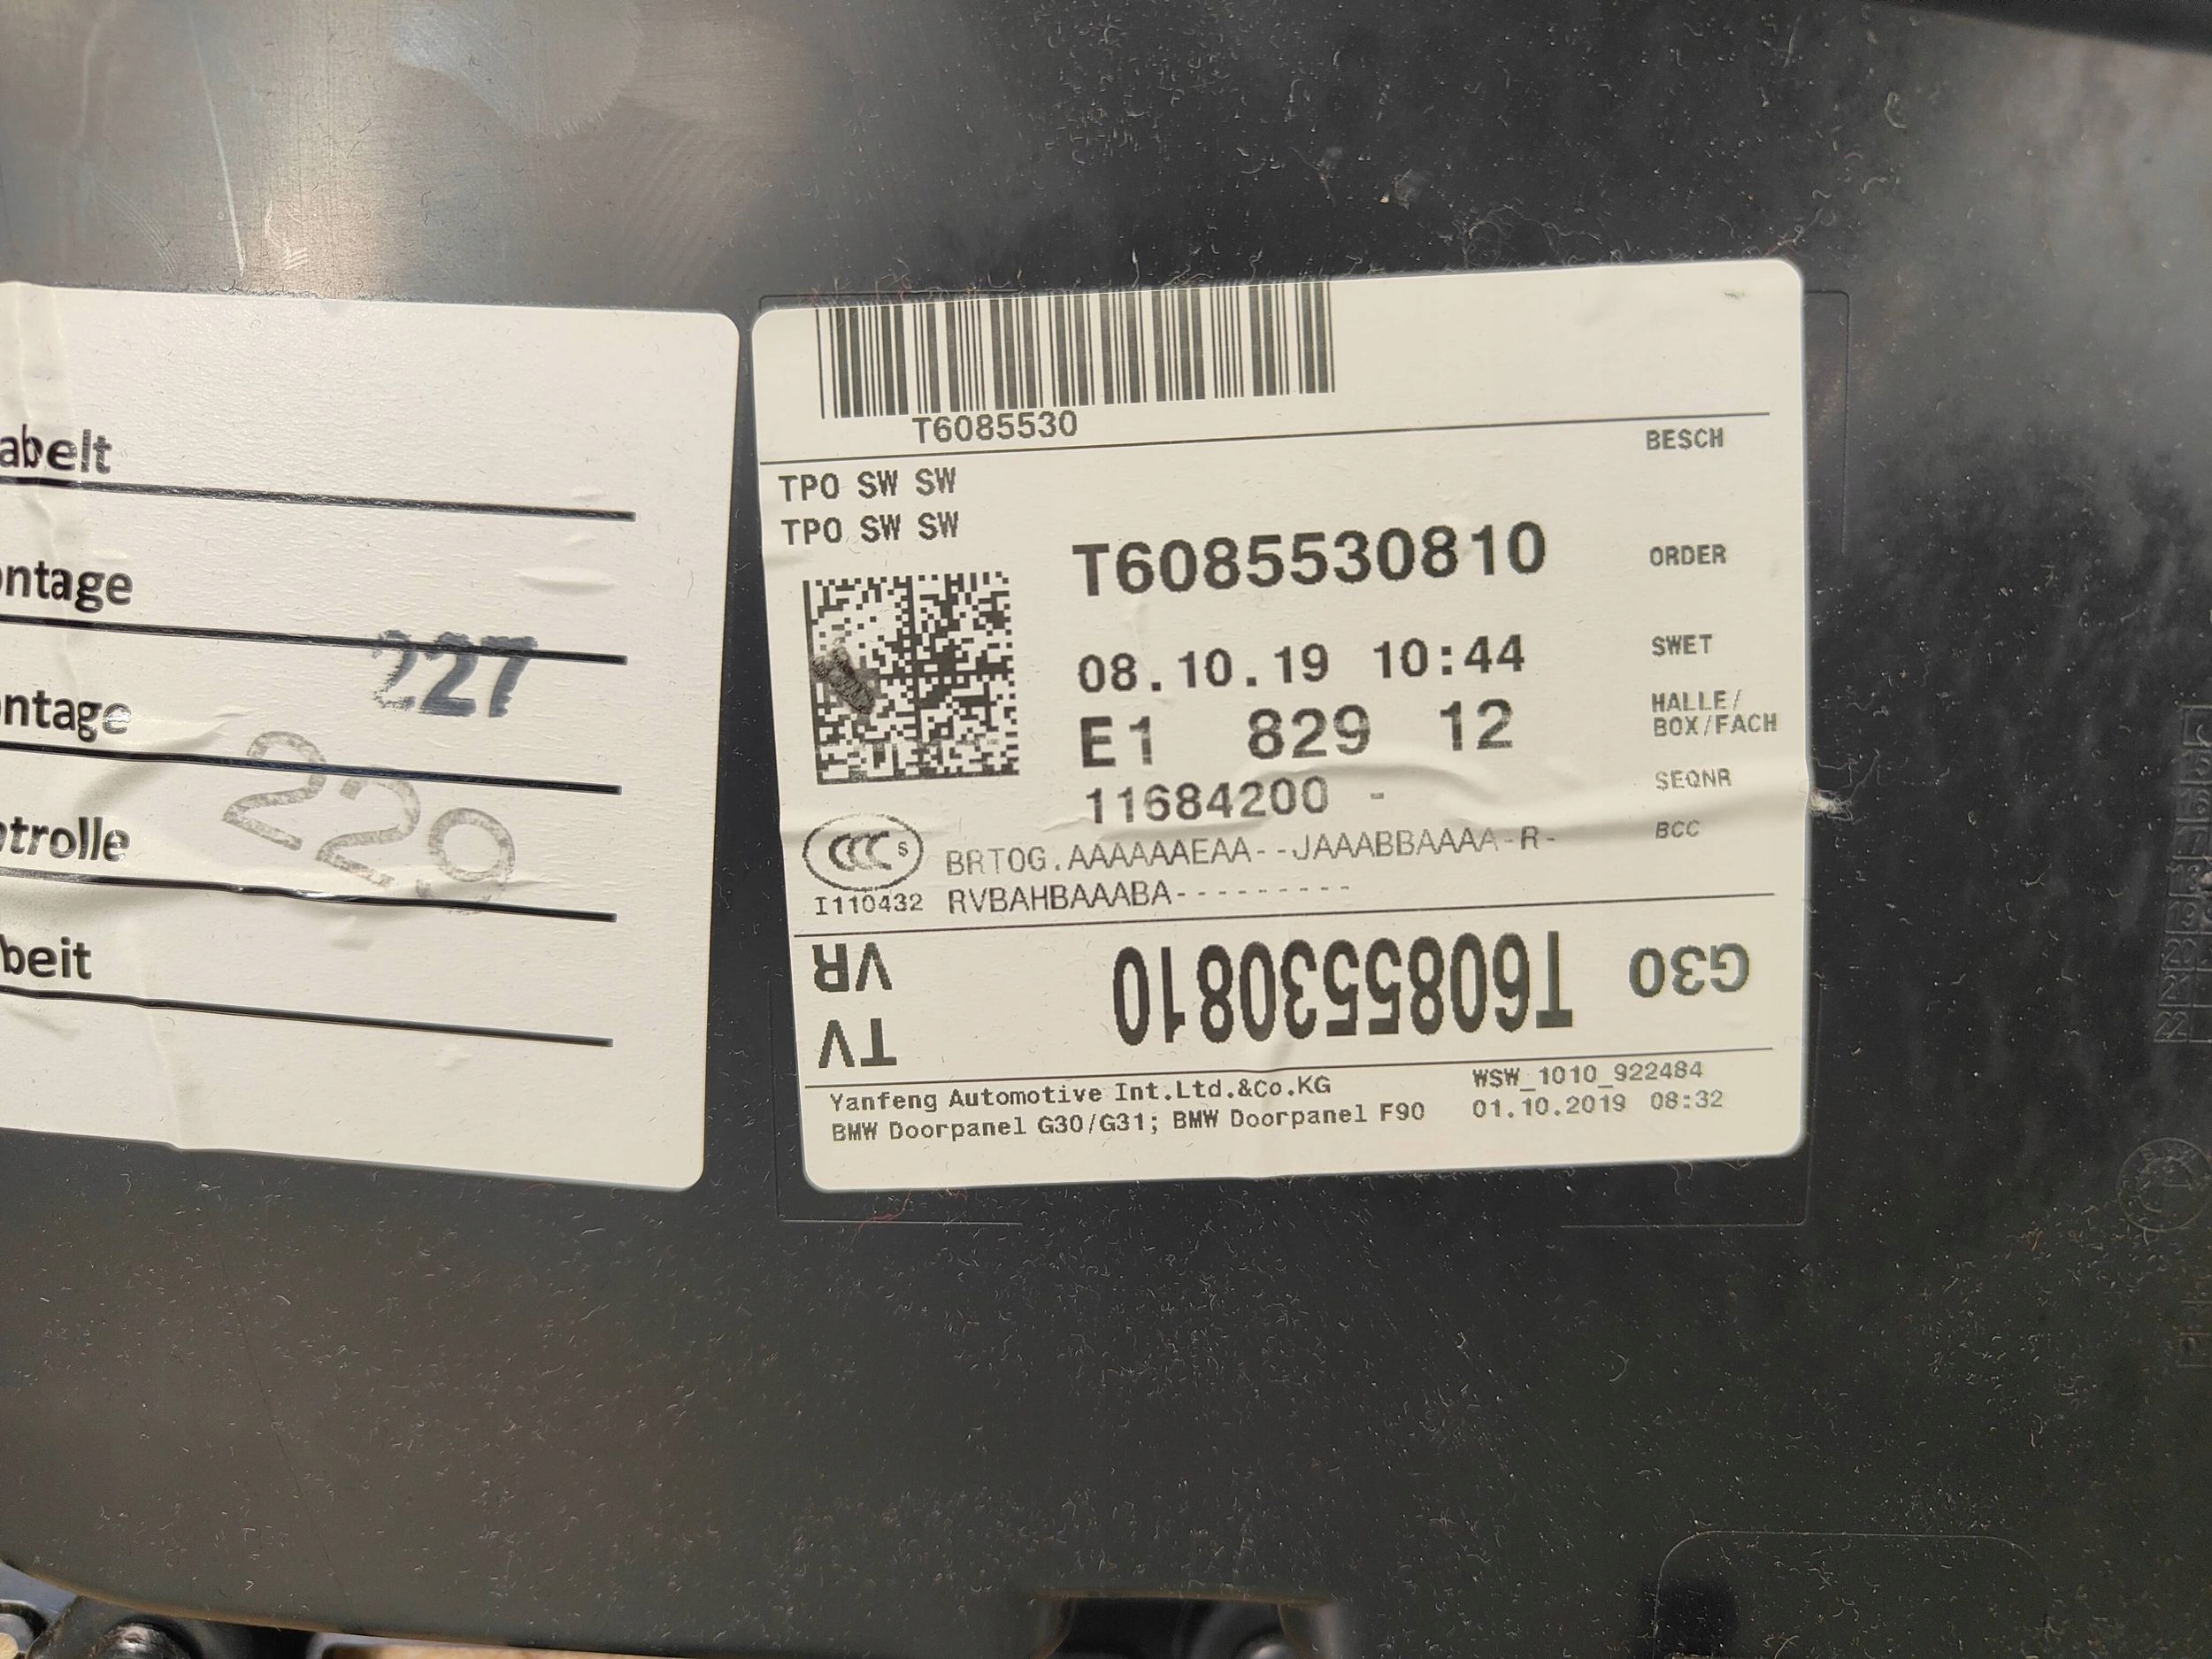 abelt
ontage
227
ontage
229
ntrolle
beit
T6085530
BESCH
TPO SW SW
TPO SW SW
T6085530810
ORDER
08.10.19 10:44
SWET
E1 829 12
HALLE/
BOX/FACH
11684200 -
SEQNR
CCC S
BRTOG.AAAAAAEAA--JAAABBAAAA-R-
BCC
I110432
RVBAHBAAABA---------
VR
T6085530810
G30
TV
Yanfeng Automotive Int.Ltd.&Co.KG
WSW_1010_922484
BMW Doorpanel G30/G31; BMW Doorpanel F90
01.10.2019 08:32